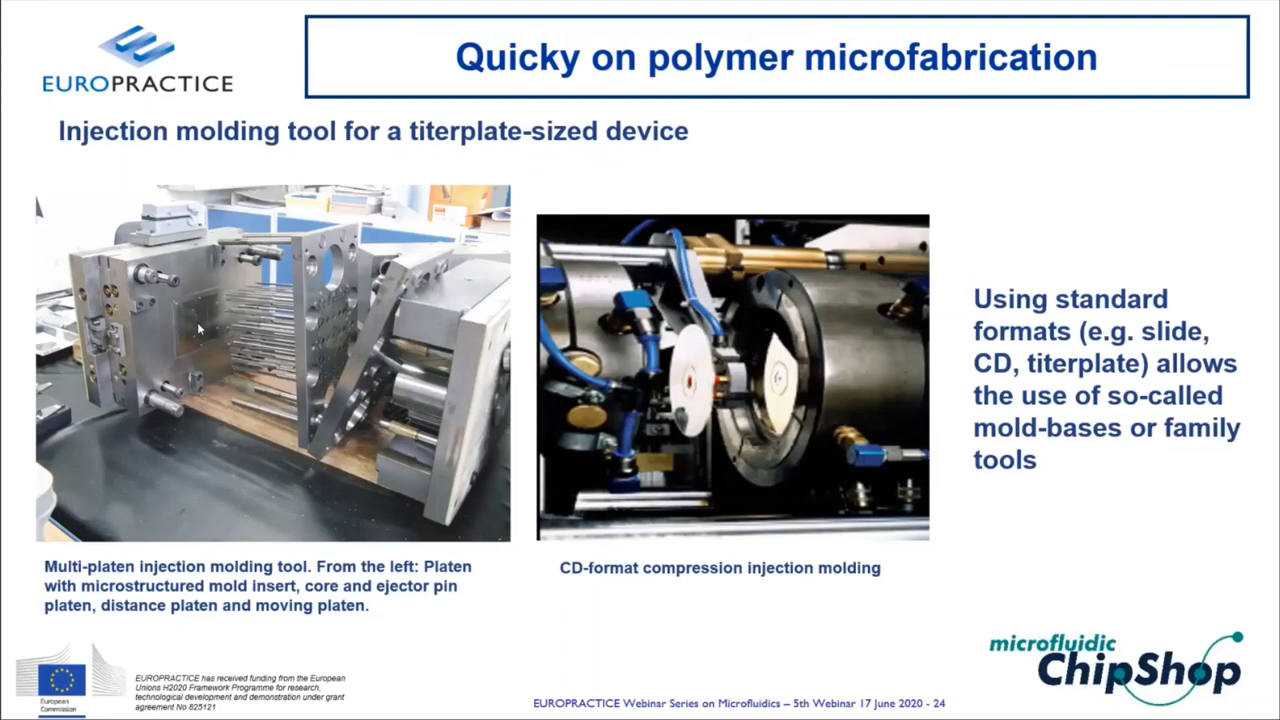 EUROPRACTICE
Quicky on polymer microfabrication
Injection molding tool for a titerplate-sized device
Using standard
formats (e.g. slide,
CD, titerplate) allows
the use of so-called
mold-bases or family
tools
Multi-platen injection molding tool. From the left: Platen
with microstructured mold insert, core and ejector pin
platen, distance platen and moving platen.
CD-format compression injection molding
European
Commission
EUROPRACTICE has received funding from the European
Unions H2020 Framework Programme for research,
technological development and demonstration under grant
agreement No 825121
EUROPRACTICE Webinar Series on Microfluidics – 5th Webinar 17 June 2020 - 24
microfluidic
ChipShop